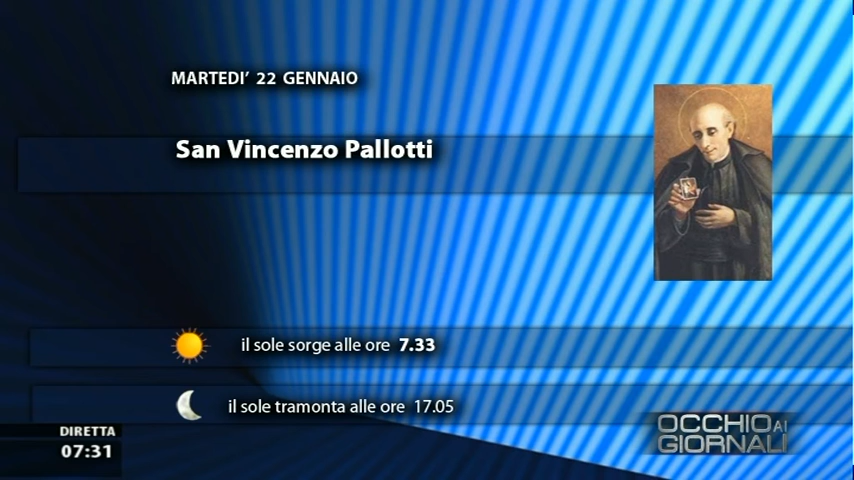 MARTEDI’ 22 GENNAIO
San Vincenzo Pallotti
il sole sorge alle ore 7.33
il sole tramonta alle ore 17.05
DIRETTA
07:31
OCCHIO AI
GIORNALI